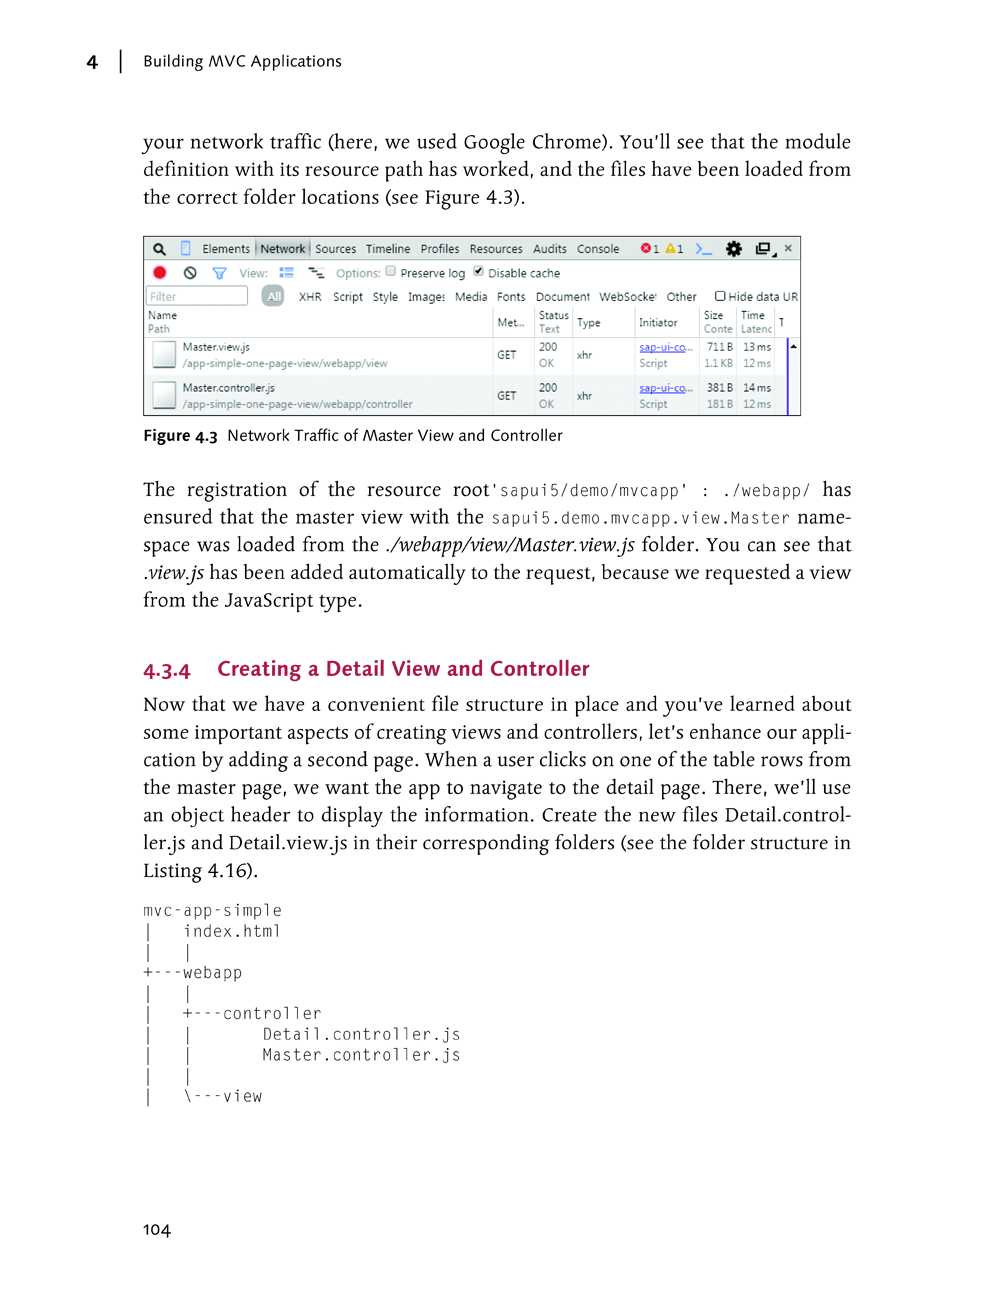 4 | Building MVC Applications
your network traffic (here, we used Google Chrome). You'll see that the module
definition with its resource path has worked, and the files have been loaded from
the correct folder locations (see Figure 4.3).
Elements Network Sources Timeline Profiles Resources Audits Console 1 1 >_ ×
View: Options: Preserve log Disable cache
Filter All XHR Script Style Images Media Fonts Document WebSocket Other Hide data UR
Name Met... Status Type Initiator Size Time T
Path Text Conte Latenc
Master.view.js GET 200 xhr sap-ui-co... 711 B 13 ms
/app-simple-one-page-view/webapp/view OK Script 1.1 KB 12 ms
Master.controller.js GET 200 xhr sap-ui-co... 381 B 14 ms
/app-simple-one-page-view/webapp/controller OK Script 181 B 12 ms
Figure 4.3 Network Traffic of Master View and Controller
The registration of the resource root'sapui5/demo/mvcapp' : ./webapp/ has
ensured that the master view with the sapui5.demo.mvcapp.view.Master name-
space was loaded from the ./webapp/view/Master.view.js folder. You can see that
.view.js has been added automatically to the request, because we requested a view
from the JavaScript type.
4.3.4 Creating a Detail View and Controller
Now that we have a convenient file structure in place and you've learned about
some important aspects of creating views and controllers, let's enhance our appli-
cation by adding a second page. When a user clicks on one of the table rows from
the master page, we want the app to navigate to the detail page. There, we'll use
an object header to display the information. Create the new files Detail.control-
ler.js and Detail.view.js in their corresponding folders (see the folder structure in
Listing 4.16).
mvc-app-simple
|   index.html
|   |
+---webapp
|   |
|   +---controller
|   |       Detail.controller.js
|   |       Master.controller.js
|   |
|   \---view
104